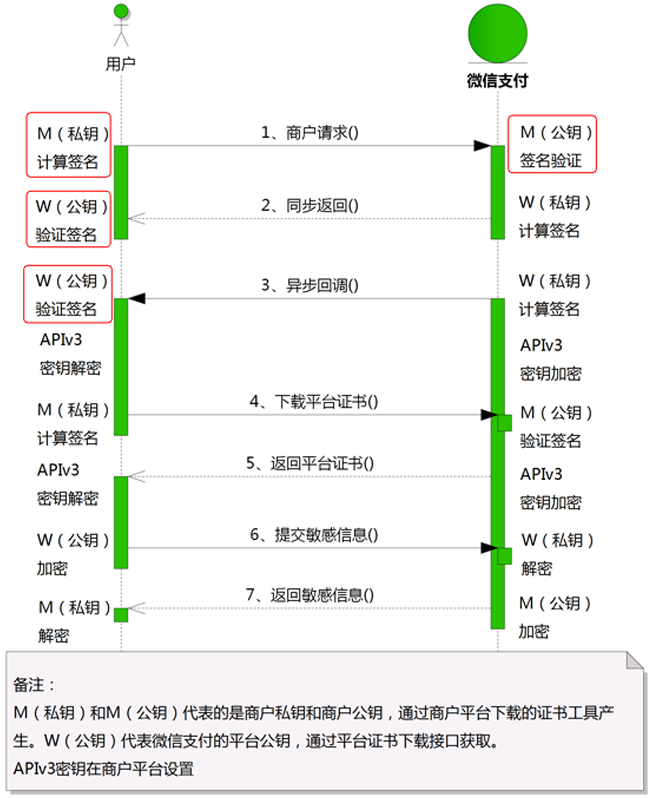 用户
微信支付
M（私钥）
计算签名
1、商户请求()
M（公钥）
签名验证
W（公钥）
验证签名
2、同步返回()
W（私钥）
计算签名
W（公钥）
验证签名
3、异步回调()
W（私钥）
计算签名
APIv3
密钥解密
APIv3
密钥加密
M（私钥）
计算签名
4、下载平台证书()
M（公钥）
验证签名
APIv3
密钥解密
5、返回平台证书()
APIv3
密钥加密
W（公钥）
加密
6、提交敏感信息()
W（私钥）
解密
M（私钥）
解密
7、返回敏感信息()
M（公钥）
加密
备注：
M（私钥）和M（公钥）代表的是商户私钥和商户公钥，通过商户平台下载的证书工具产
生。W（公钥）代表微信支付的平台公钥，通过平台证书下载接口获取。
APIv3密钥在商户平台设置